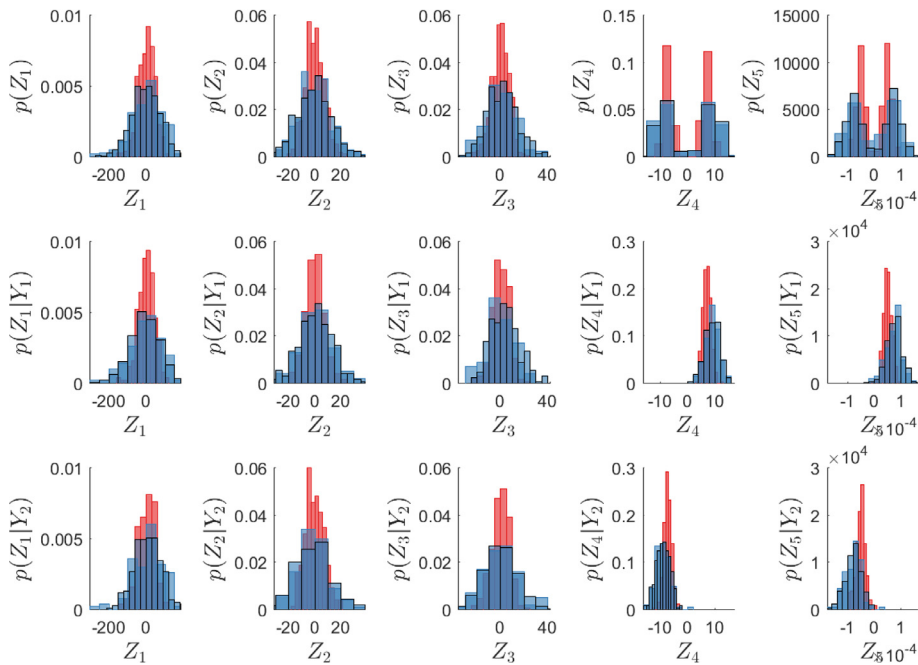 p(Z₁) 0.01 0.005 0 -200 0 Z₁
p(Z₂) 0.06 0.04 0.02 0 -20 0 20 Z₂
p(Z₃) 0.06 0.04 0.02 0 0 40 Z₃
p(Z₄) 0.15 0.1 0.05 0 -10 0 10 Z₄
p(Z₅) 15000 10000 5000 0 -1 0 1 ×10⁻⁴
p(Z₁|Y₁) 0.01 0.005 0 -200 0 Z₁
p(Z₂|Y₁) 0.06 0.04 0.02 0 -20 0 20 Z₂
p(Z₃|Y₁) 0.06 0.04 0.02 0 0 40 Z₃
p(Z₄|Y₁) 0.3 0.2 0.1 0 -10 0 10 Z₄
p(Z₅|Y₁) ×10⁴ 3 2 1 0 -1 0 1 ×10⁻⁴
p(Z₁|Y₂) 0.01 0.005 0 -200 0 Z₁
p(Z₂|Y₂) 0.06 0.04 0.02 0 -20 0 20 Z₂
p(Z₃|Y₂) 0.06 0.04 0.02 0 0 40 Z₃
p(Z₄|Y₂) 0.3 0.2 0.1 0 -10 0 10 Z₄
p(Z₅|Y₂) ×10⁴ 3 2 1 0 -1 0 1 ×10⁻⁴